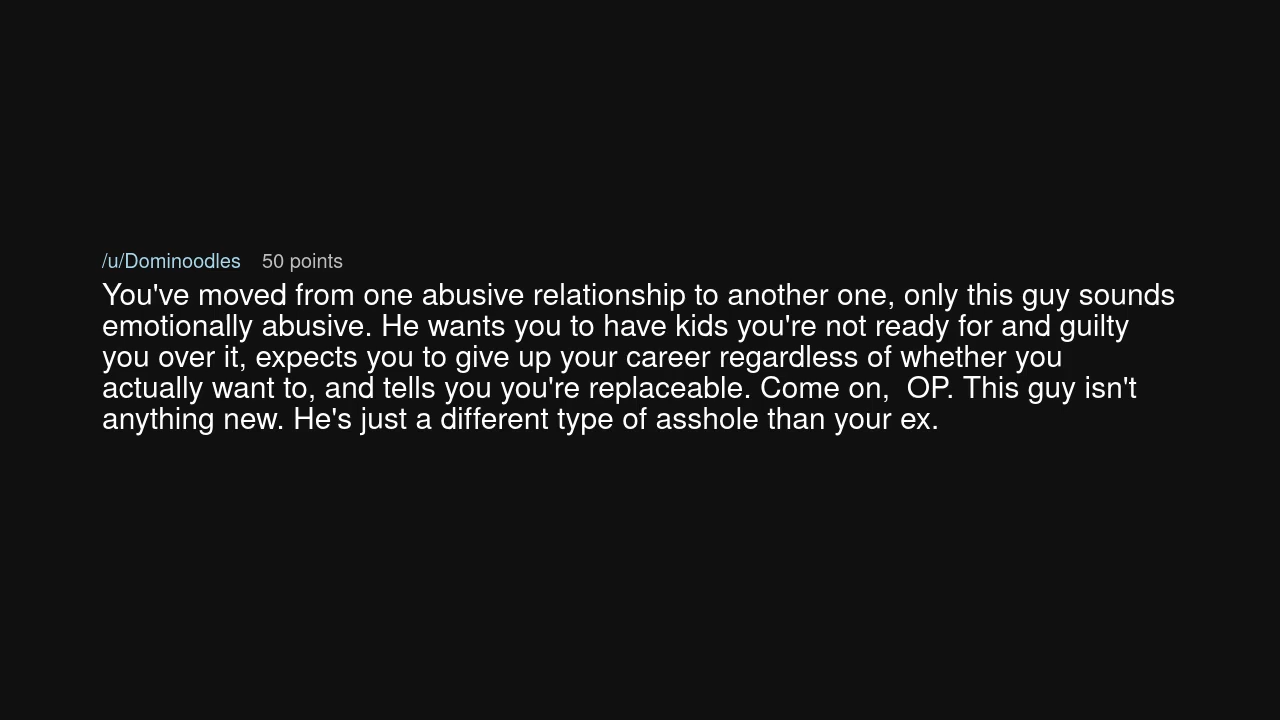 /u/Dominoodles 50 points
You've moved from one abusive relationship to another one, only this guy sounds
emotionally abusive. He wants you to have kids you're not ready for and guilty
you over it, expects you to give up your career regardless of whether you
actually want to, and tells you you're replaceable. Come on,  OP. This guy isn't
anything new. He's just a different type of asshole than your ex.